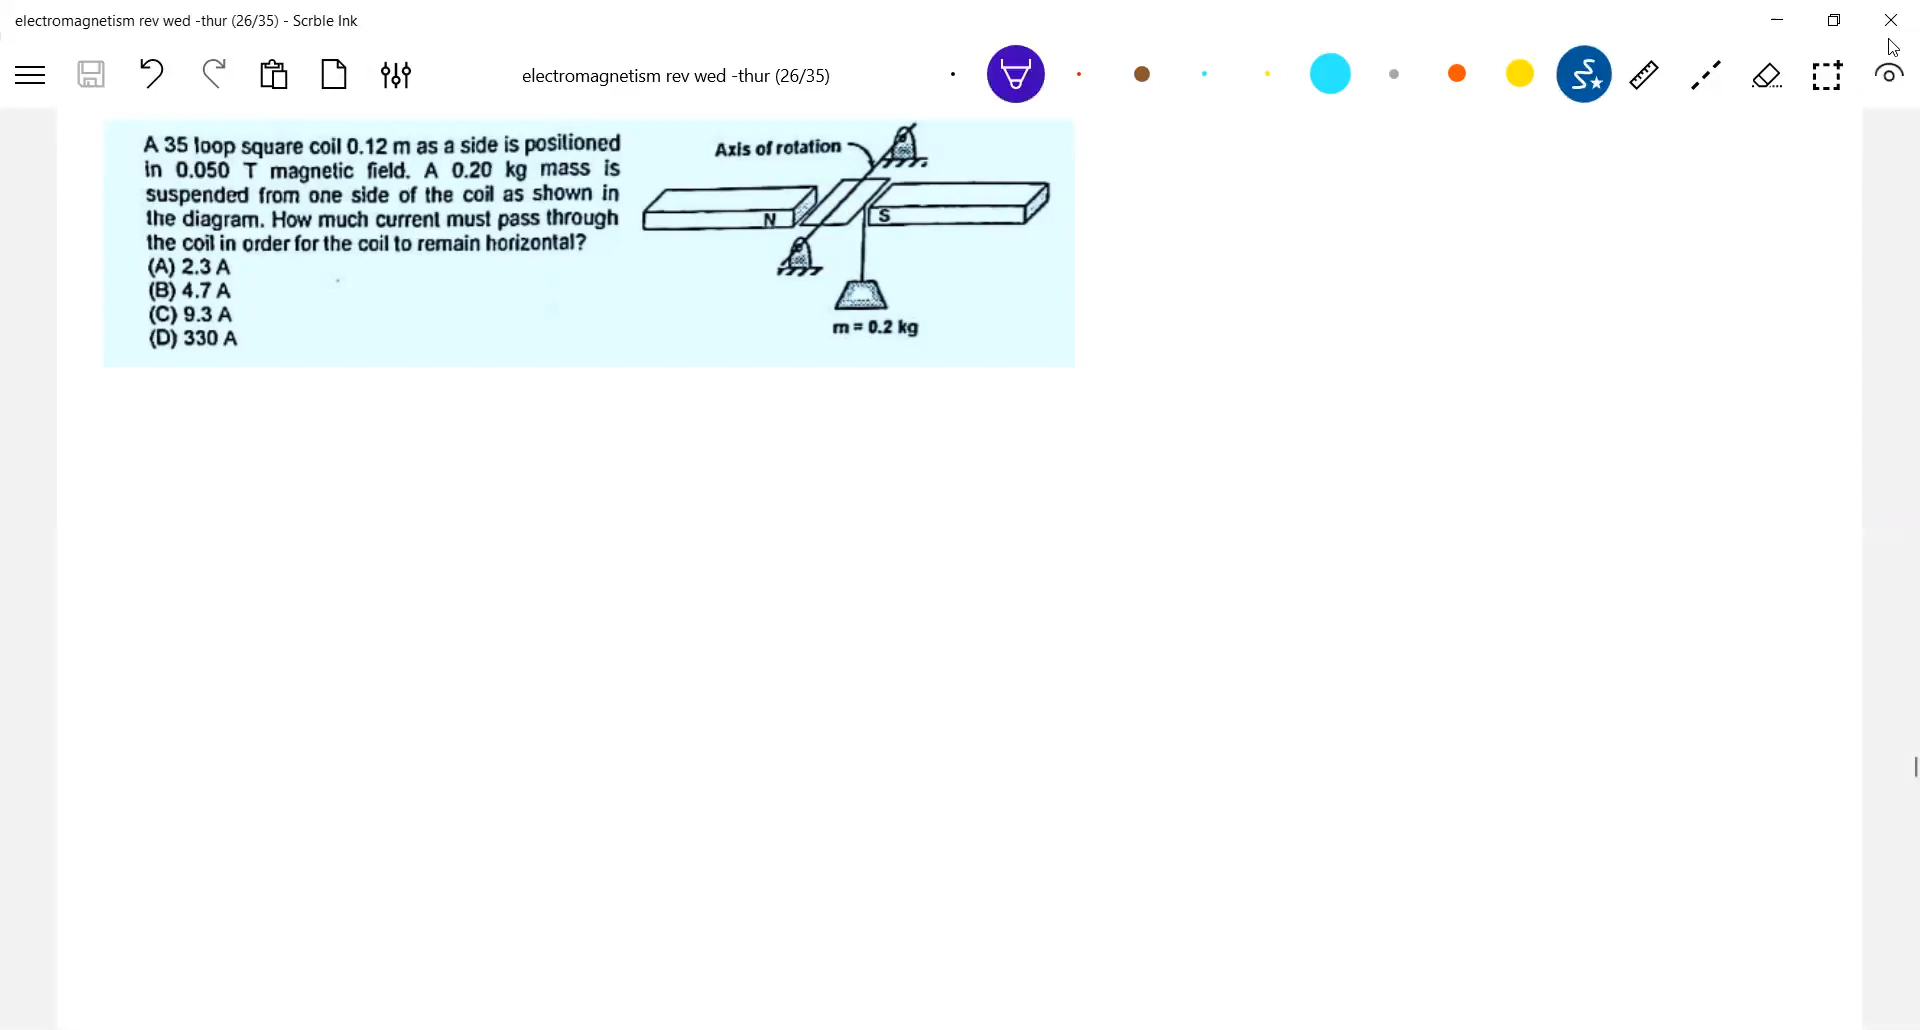 electromagnetism rev wed -thur (26/35) - Scrble Ink
electromagnetism rev wed -thur (26/35)
A 35 loop square coil 0.12 m as a side is positioned
in 0.050 T magnetic field. A 0.20 kg mass is
suspended from one side of the coil as shown in
the diagram. How much current must pass through
the coil in order for the coil to remain horizontal?
(A) 2.3 A
(B) 4.7 A
(C) 9.3 A
(D) 330 A
Axis of rotation
N
S
m = 0.2 kg